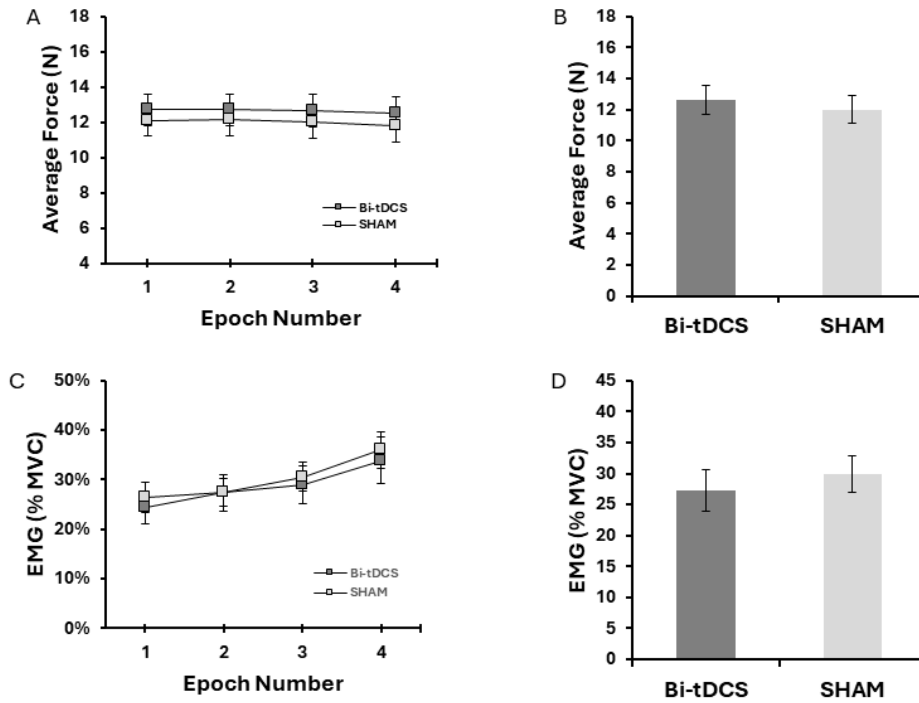 A
Average Force (N)
18
16
14
12
10
8
6
4
1 2 3 4
Epoch Number
Bi-tDCS
SHAM
B
Average Force (N)
18
16
14
12
10
8
6
4
2
0
Bi-tDCS SHAM
C
EMG (% MVC)
50%
40%
30%
20%
10%
0%
1 2 3 4
Epoch Number
Bi-tDCS
SHAM
D
EMG (% MVC)
45
40
35
30
25
20
15
10
5
0
Bi-tDCS SHAM